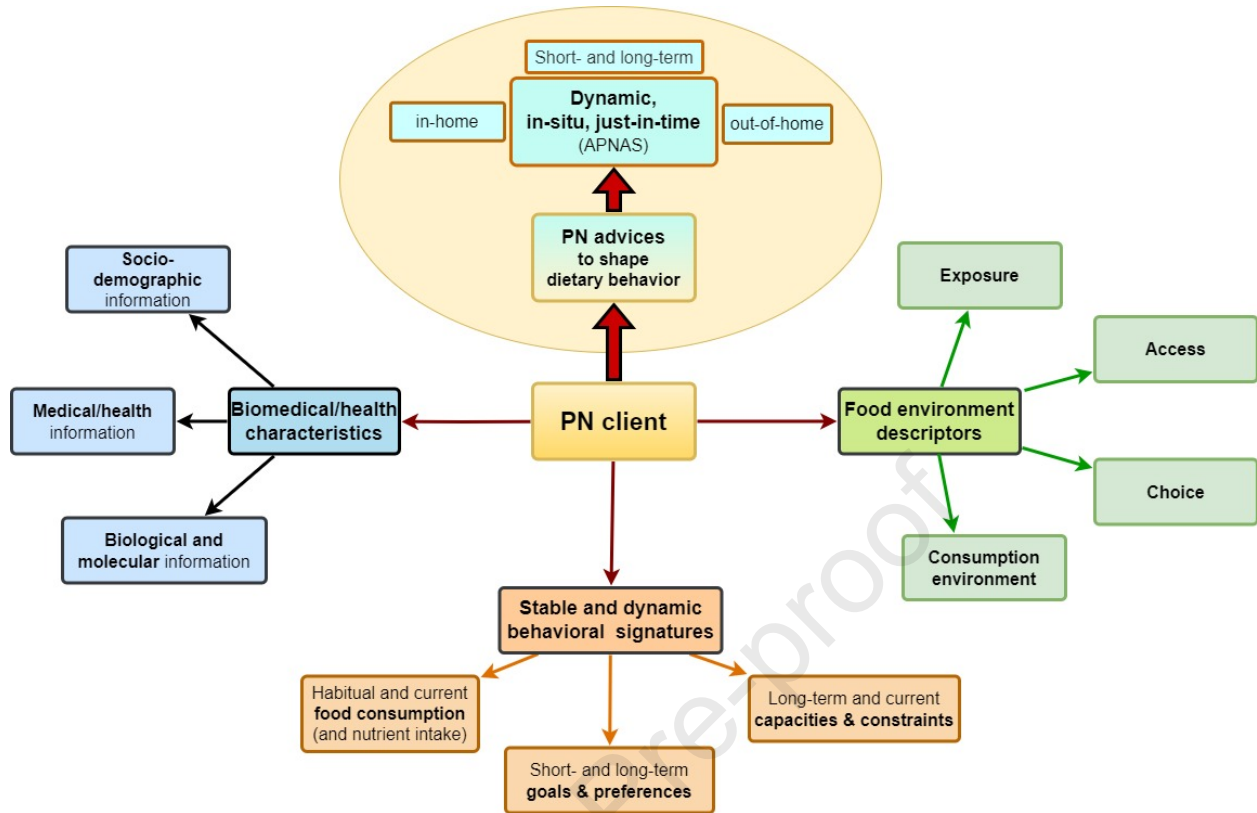 Short- and long-term
Dynamic,
in-situ, just-in-time
(APNAS)
in-home
out-of-home
PN advices
to shape
dietary behavior
Socio-
demographic
information
Medical/health
information
Biological and
molecular information
Biomedical/health
characteristics
PN client
Food environment
descriptors
Exposure
Access
Choice
Consumption
environment
Stable and dynamic
behavioral signatures
Habitual and current
food consumption
(and nutrient intake)
Short- and long-term
goals & preferences
Long-term and current
capacities & constraints
Pre-proof